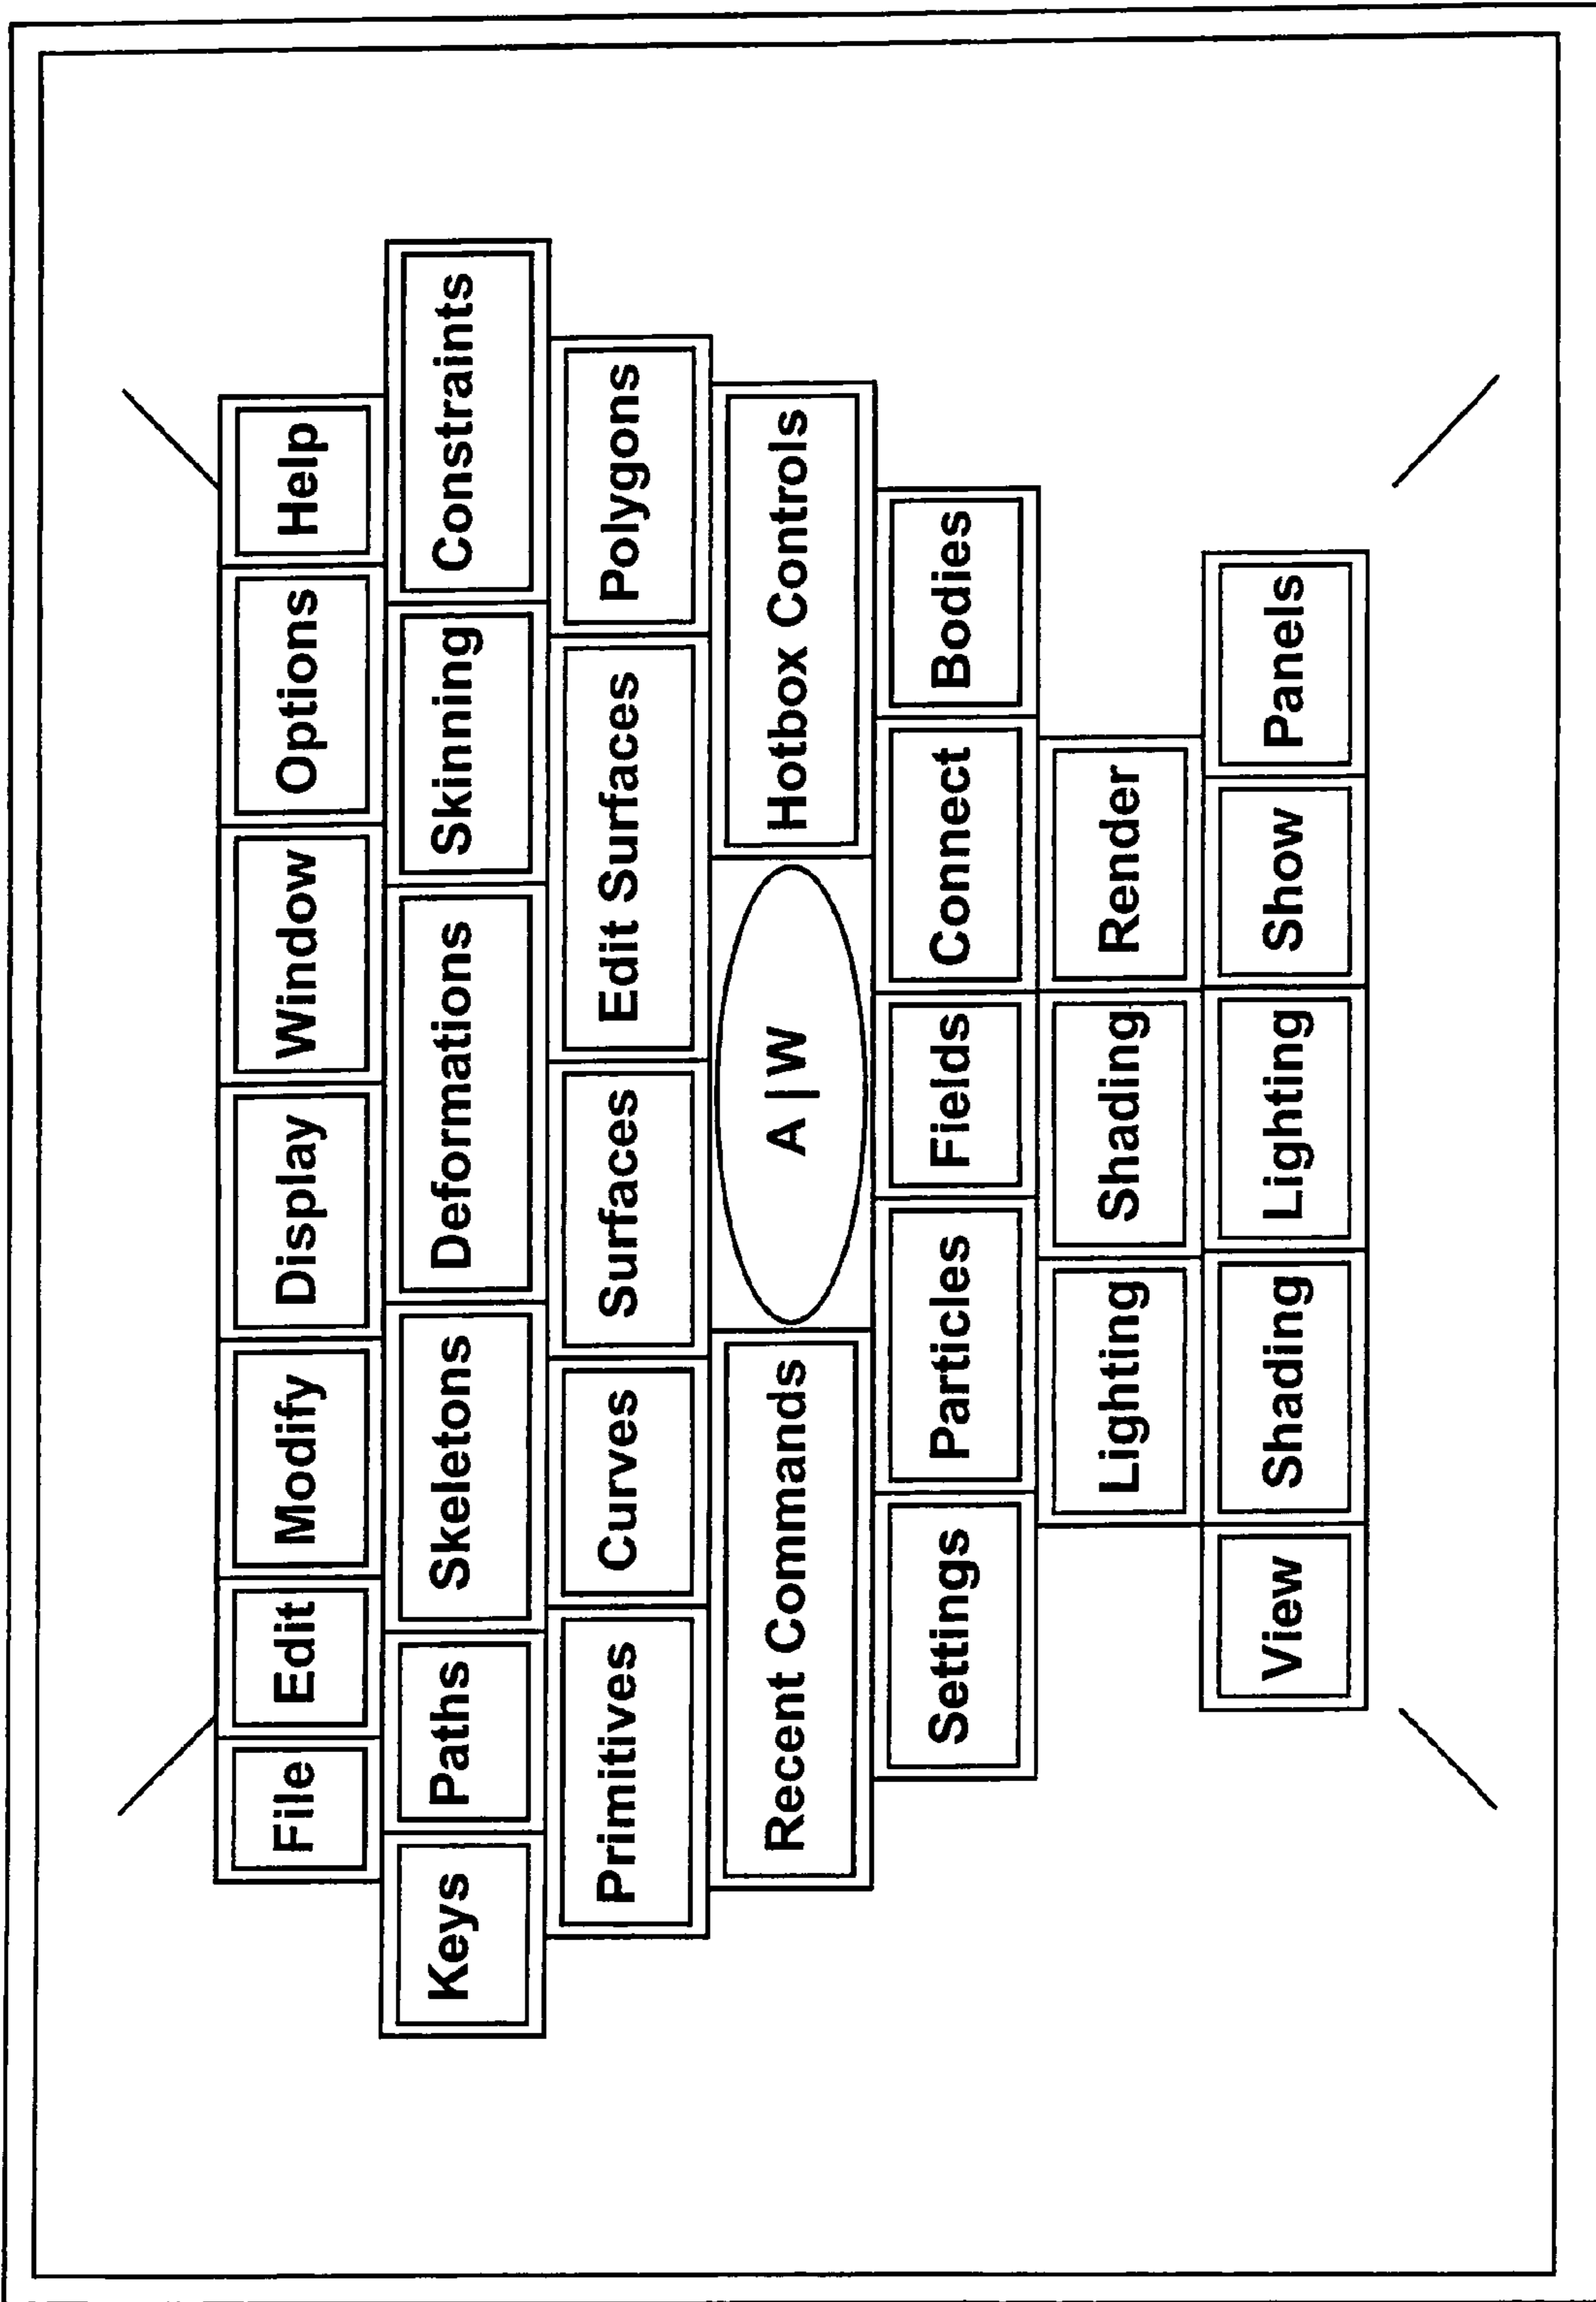 File Edit Modify Display Window Options Help
Keys Paths Skeletons Deformations Skinning Constraints
Primitives Curves Surfaces Edit Surfaces Polygons
Recent Commands A|W Hotbox Controls
Settings Particles Fields Connect Bodies
Lighting Shading Render
View Shading Lighting Show Panels